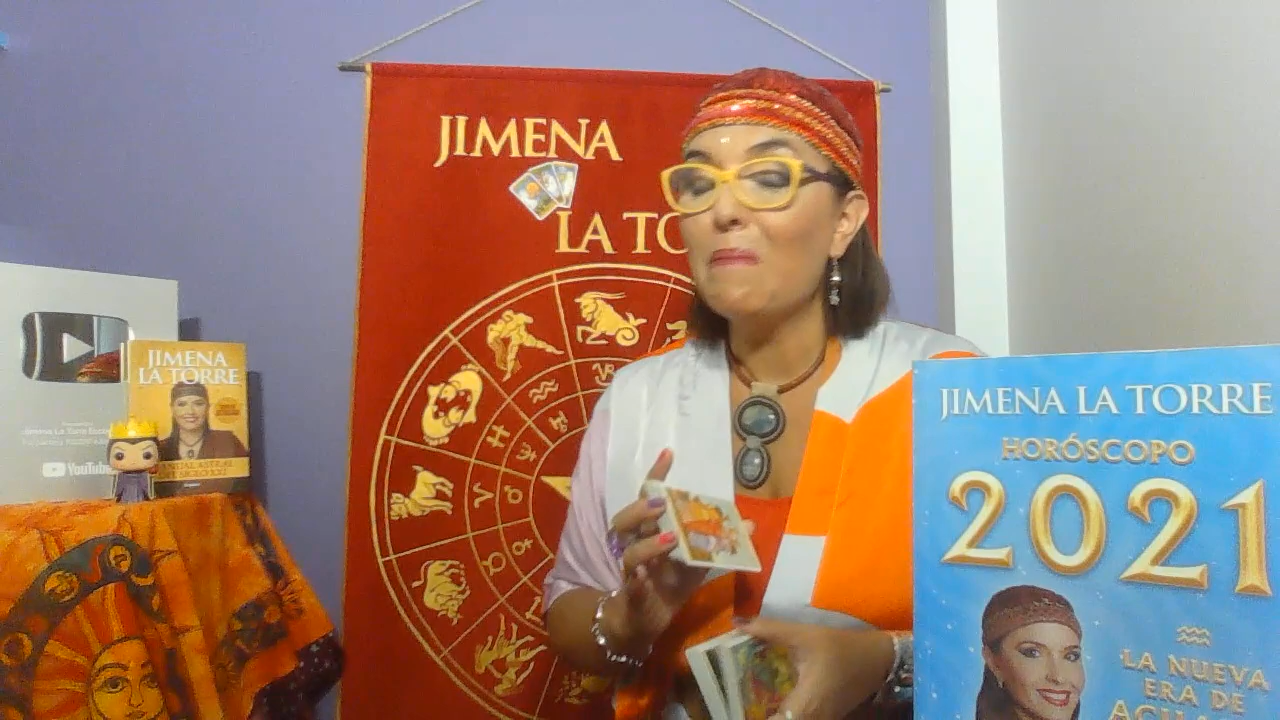 JIMENA
LA TO
YouTube
JIMENA
LA TORRE
JIMENA LA TORRE
HORÓSCOPO
2021
LA NUEVA
ERA DE